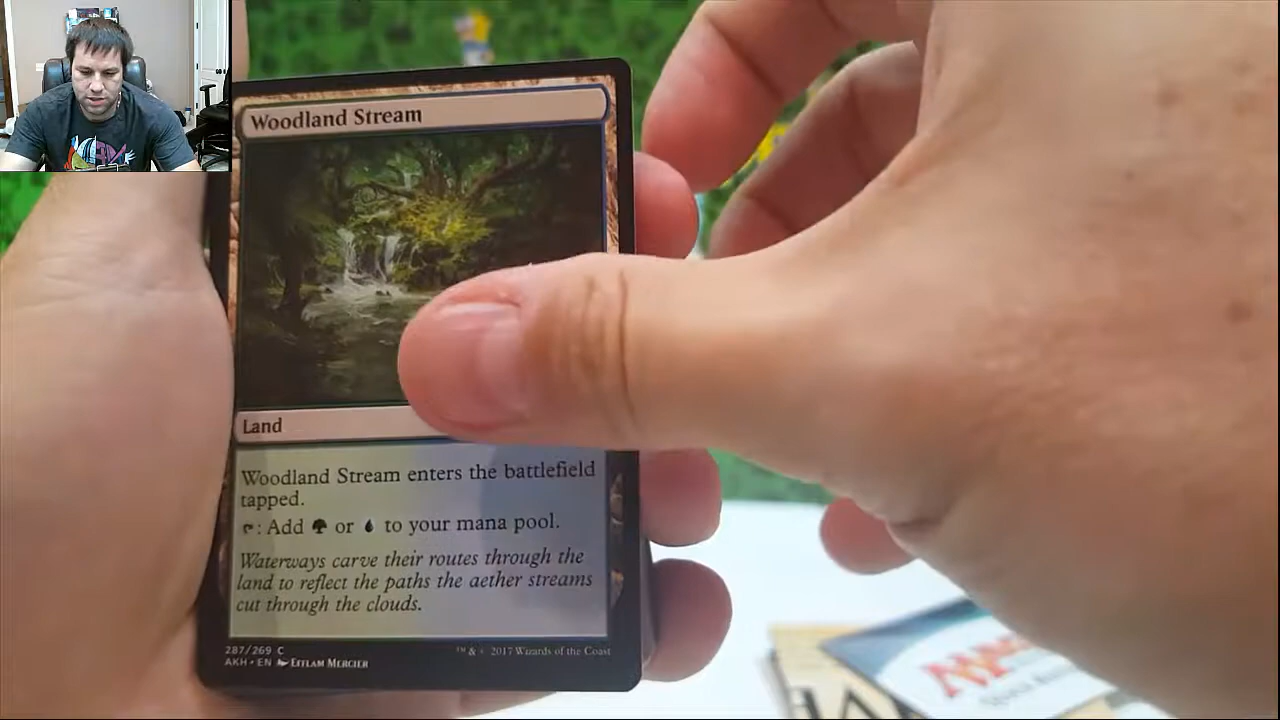 Woodland Stream
Land
Woodland Stream enters the battlefield
tapped.
: Add or to your mana pool.
Waterways carve their routes through the
land to reflect the paths the aether streams
cut through the clouds.
287/269 C
AKH • EN EFFLAM MERCIER
™ & © 2017 Wizards of the Coast